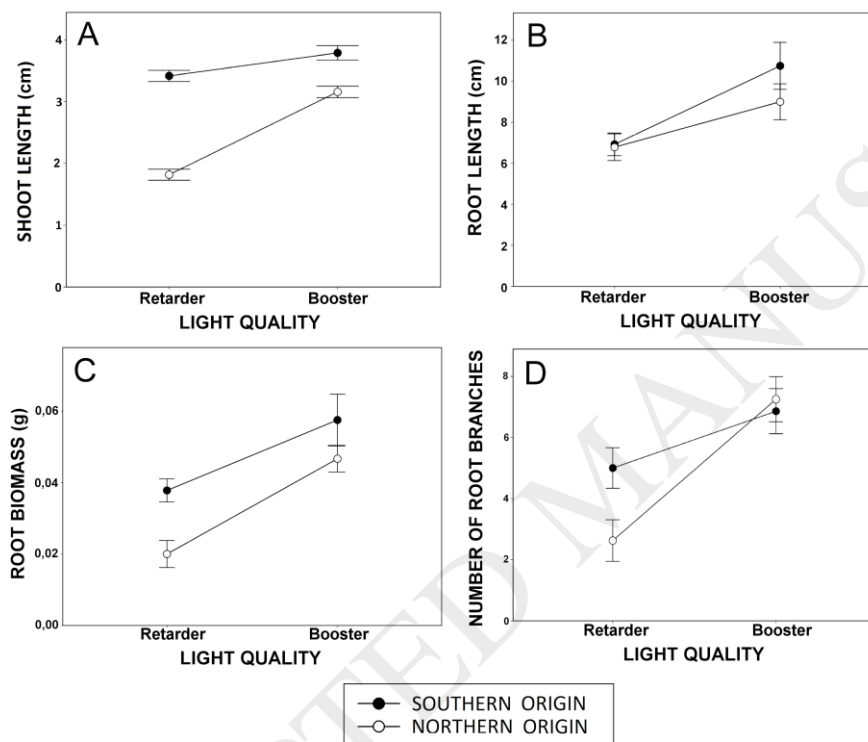 A
SHOOT LENGTH (cm)
4
3
2
1
0
Retarder Booster
LIGHT QUALITY
B
ROOT LENGTH (cm)
12
10
8
6
4
2
0
Retarder Booster
LIGHT QUALITY
C
ROOT BIOMASS (g)
0,06
0,04
0,02
0,00
Retarder Booster
LIGHT QUALITY
D
NUMBER OF ROOT BRANCHES
8
6
4
2
0
Retarder Booster
LIGHT QUALITY
SOUTHERN ORIGIN
NORTHERN ORIGIN
TED MANUS